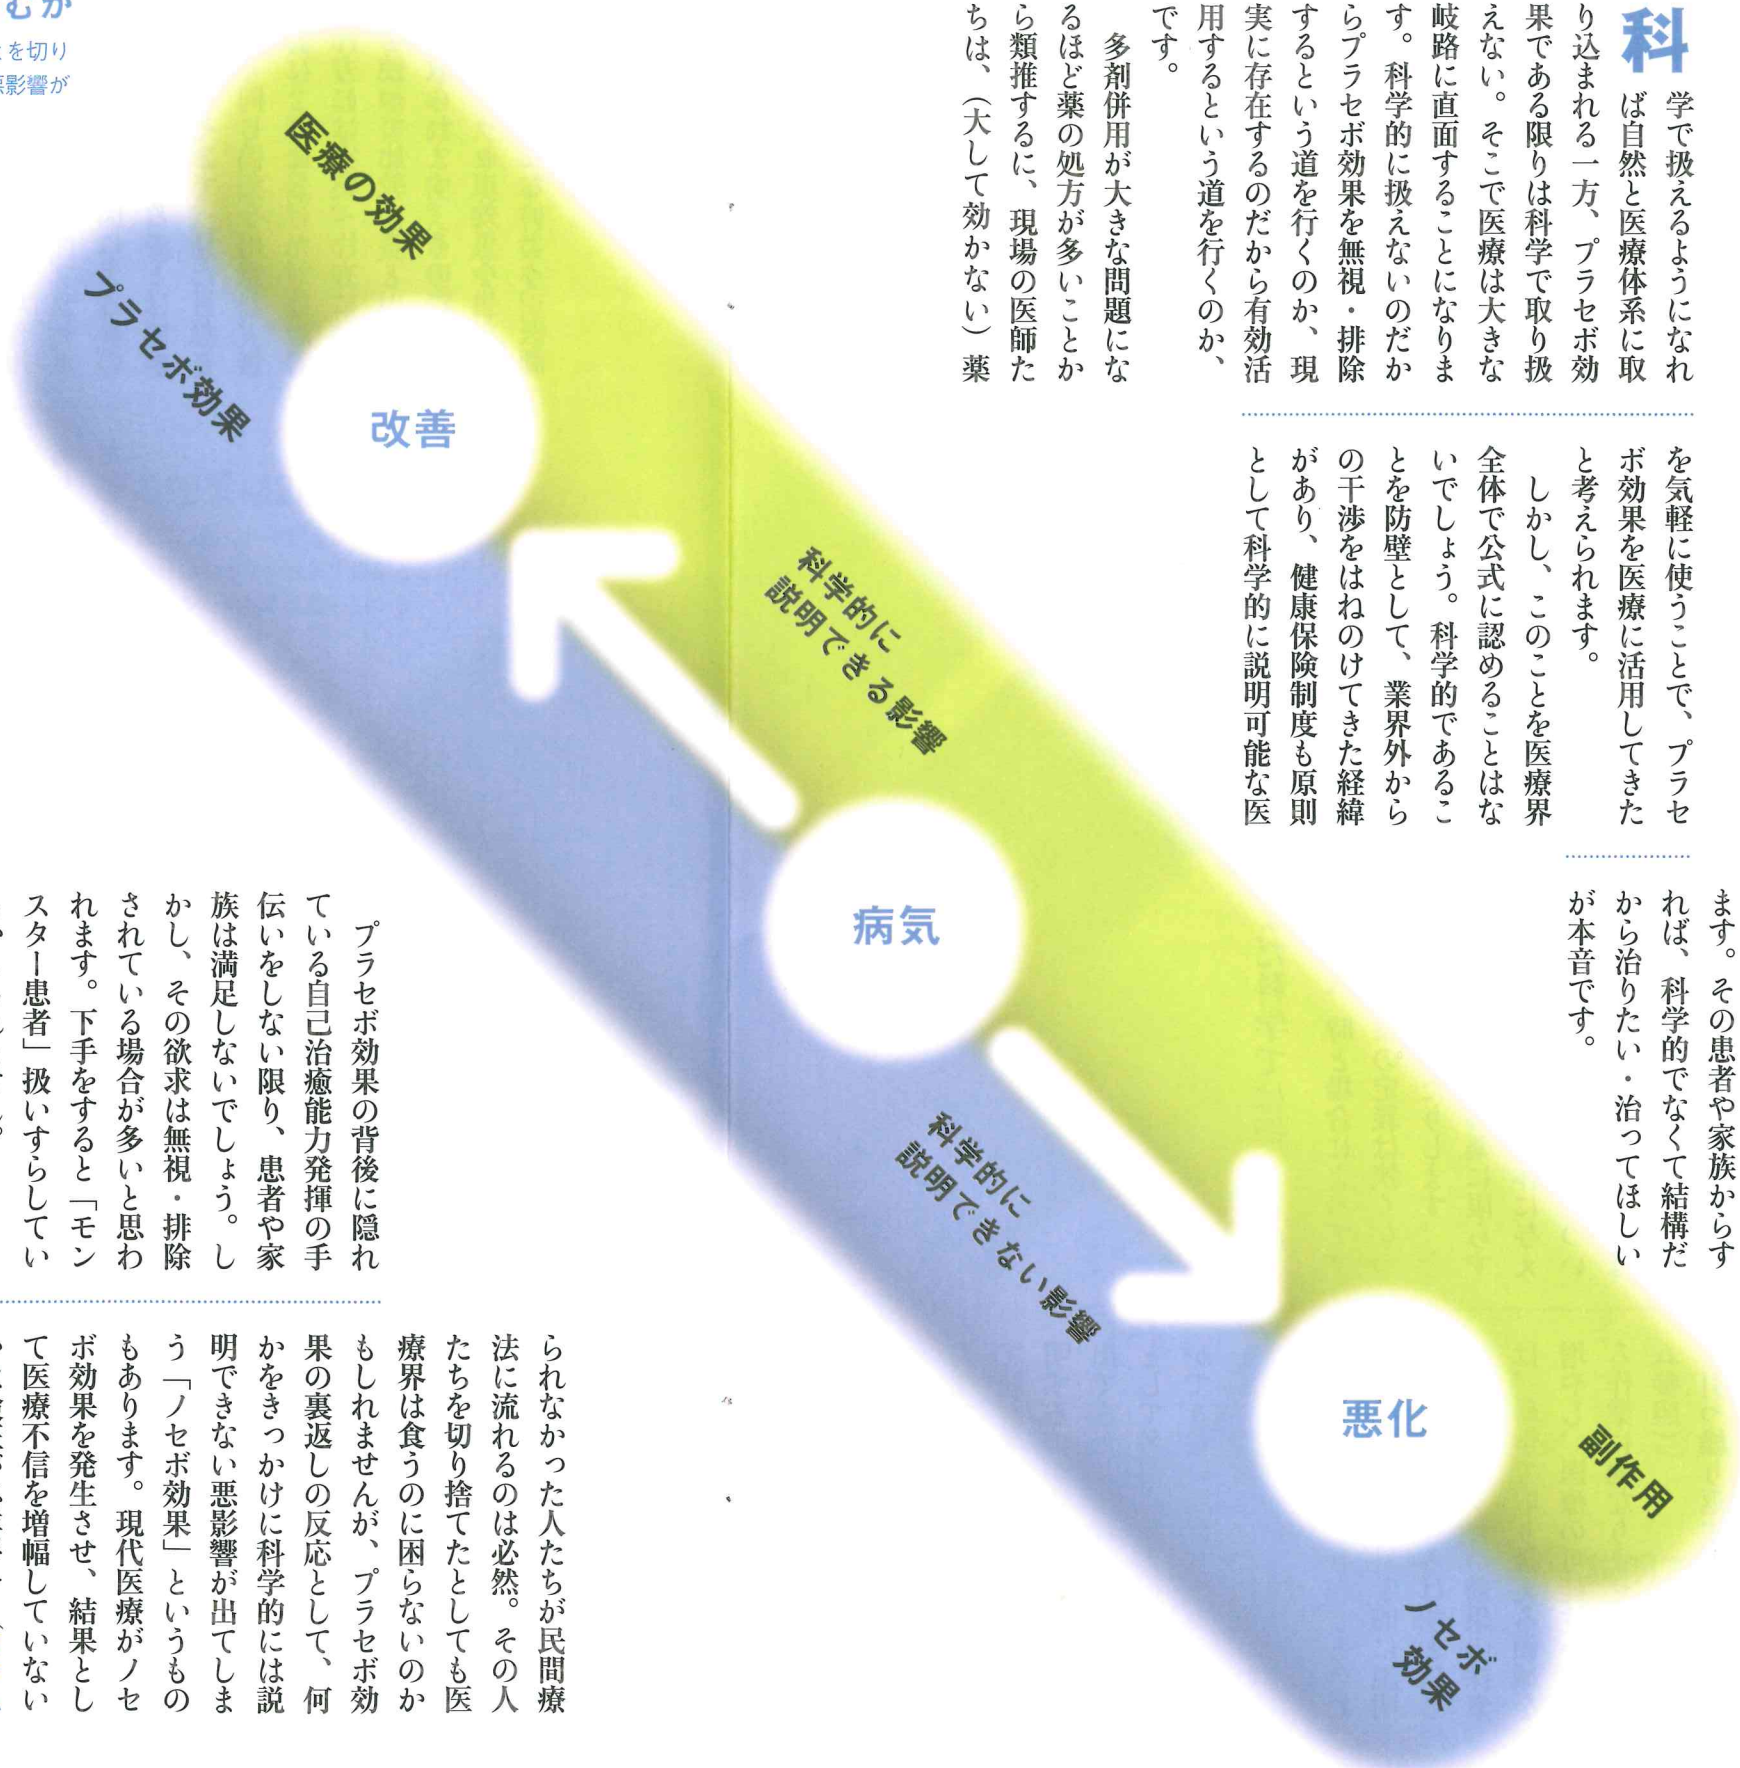 むか
とを切り
悪影響が
科学で扱えるようになれ
ば自然と医療体系に取
り込まれる一方、プラセボ効
果である限りは科学で取り扱
えない。そこで医療は大きな
岐路に直面することになりま
す。科学的に扱えないのだか
らプラセボ効果を無視・排除
するという道を行くのか、現
実に存在するのだから有効活
用するという道を行くのか、
です。
多剤併用が大きな問題にな
るほど薬の処方が多いことか
ら類推するに、現場の医師た
ちは、（大して効かない）薬
を気軽に使うことで、プラセ
ボ効果を医療に活用してきた
と考えられます。
しかし、このことを医療界
全体で公式に認めることはな
いでしょう。科学的であるこ
とを防壁として、業界外から
の干渉をはねのけてきた経緯
があり、健康保険制度も原則
として科学的に説明可能な医
ます。その患者や家族からす
れば、科学的でなくて結構だ
から治りたい・治ってほしい
が本音です。
医療の効果
プラセボ効果
改善
科学的に
説明できる影響
病気
科学的に
説明できない影響
悪化
副作用
ノセボ
効果
プラセボ効果の背後に隠れ
ている自己治癒能力発揮の手
伝いをしない限り、患者や家
族は満足しないでしょう。し
かし、その欲求は無視・排除
されている場合が多いと思わ
れます。下手をすると「モン
スター患者」扱いすらしてい
られなかった人たちが民間療
法に流れるのは必然。その人
たちを切り捨てたとしても医
療界は食うのに困らないのか
もしれませんが、プラセボ効
果の裏返しの反応として、何
かをきっかけに科学的には説
明できない悪影響が出てしま
う「ノセボ効果」というもの
もあります。現代医療がノセ
ボ効果を発生させ、結果とし
て医療不信を増幅していない